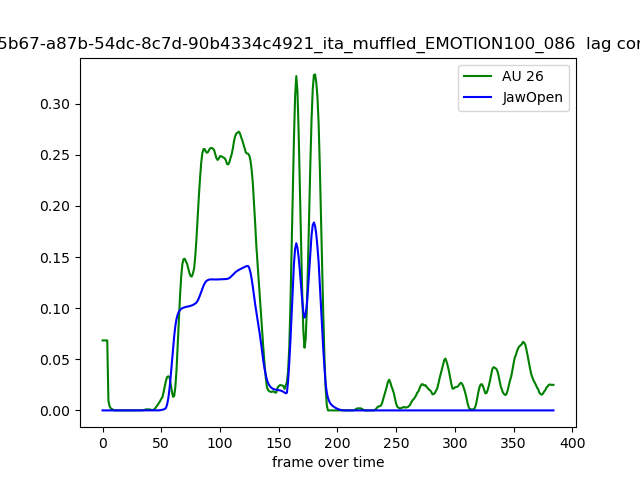 5b67-a87b-54dc-8c7d-90b4334c4921_ita_muffled_EMOTION100_086 lag cor
AU 26
JawOpen
0.30
0.25
0.20
0.15
0.10
0.05
0.00
0 50 100 150 200 250 300 350 400
frame over time